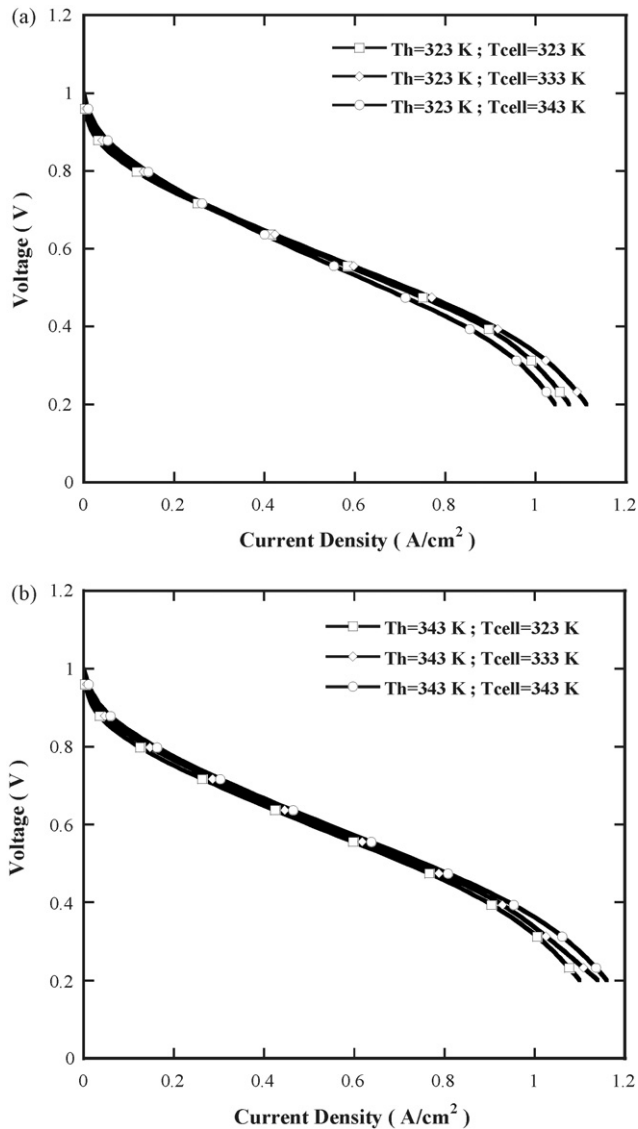 (a)
1.2
Th=323 K ; Tcell=323 K
Th=323 K ; Tcell=333 K
Th=323 K ; Tcell=343 K
1
0.8
0.6
0.4
0.2
0
Voltage ( V )
0 0.2 0.4 0.6 0.8 1 1.2
Current Density ( A/cm²)
(b)
1.2
Th=343 K ; Tcell=323 K
Th=343 K ; Tcell=333 K
Th=343 K ; Tcell=343 K
1
0.8
0.6
0.4
0.2
0
Voltage ( V )
0 0.2 0.4 0.6 0.8 1 1.2
Current Density ( A/cm²)